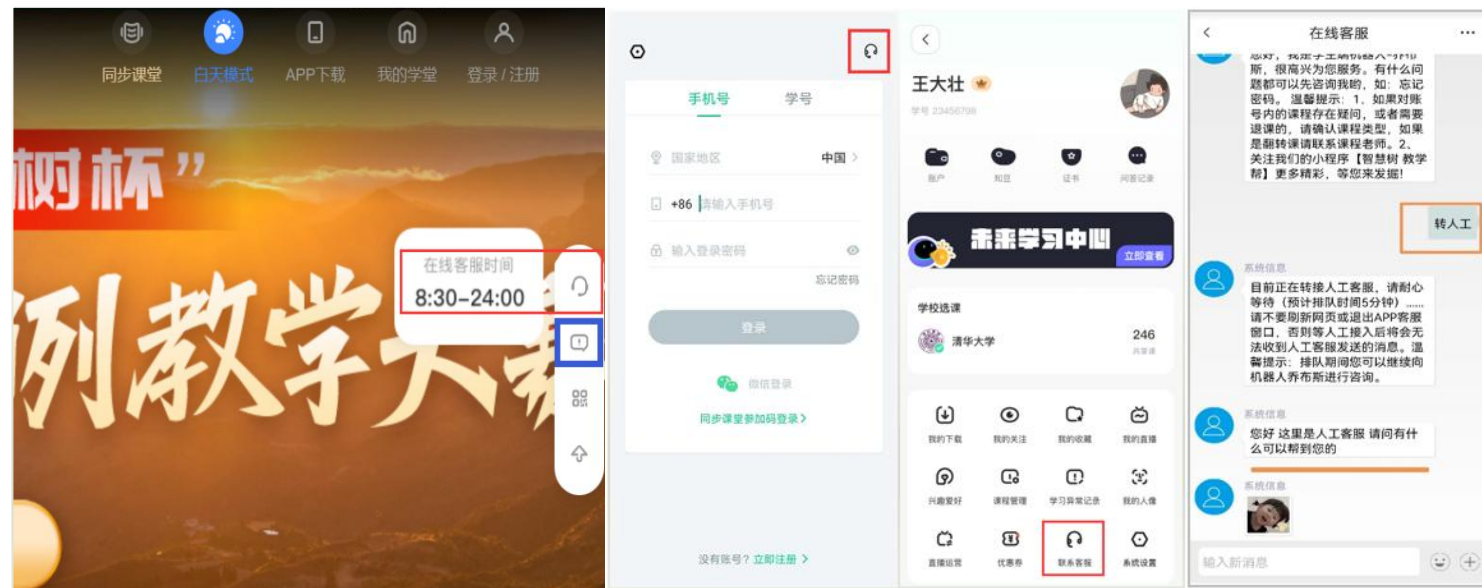 同步课堂
白天模式
APP下载
我的学堂
登录 / 注册
树杯”
例教学大赛
在线客服时间
8:30–24:00
手机号
学号
国家地区
中国 >
+86 请输入手机号
输入登录密码
忘记密码
登录
微信登录
同步课堂参加码登录 >
没有账号? 立即注册 >
王大壮
学号 23456798
账户
知豆
证书
问答记录
未来学习中心
立即查看
学校选课
清华大学
246
共享课
我的下载
我的关注
我的收藏
我的直播
兴趣爱好
课程管理
学习异常记录
我的人像
直播运营
优惠券
联系客服
系统设置
在线客服
您好，我是学生端机器人-乔布
斯，很高兴为您服务。有什么问
题都可以先咨询我哟，如：忘记
密码。 温馨提示：1、如果对账
号内的课程存在疑问，或者需要
退课的，请确认课程类型，如果
是翻转课请联系课程老师。2、
关注我们的小程序【智慧树 教学
帮】更多精彩，等您来发掘！
转人工
系统信息
目前正在转接人工客服，请耐心
等待（预计排队时间5分钟）……
请不要刷新网页或退出APP客服
窗口，否则等人工接入后将会无
法收到人工客服发送的消息。温
馨提示：排队期间您可以继续向
机器人乔布斯进行咨询。
系统信息
您好 这里是人工客服 请问有什
么可以帮到您的
系统信息
输入新消息